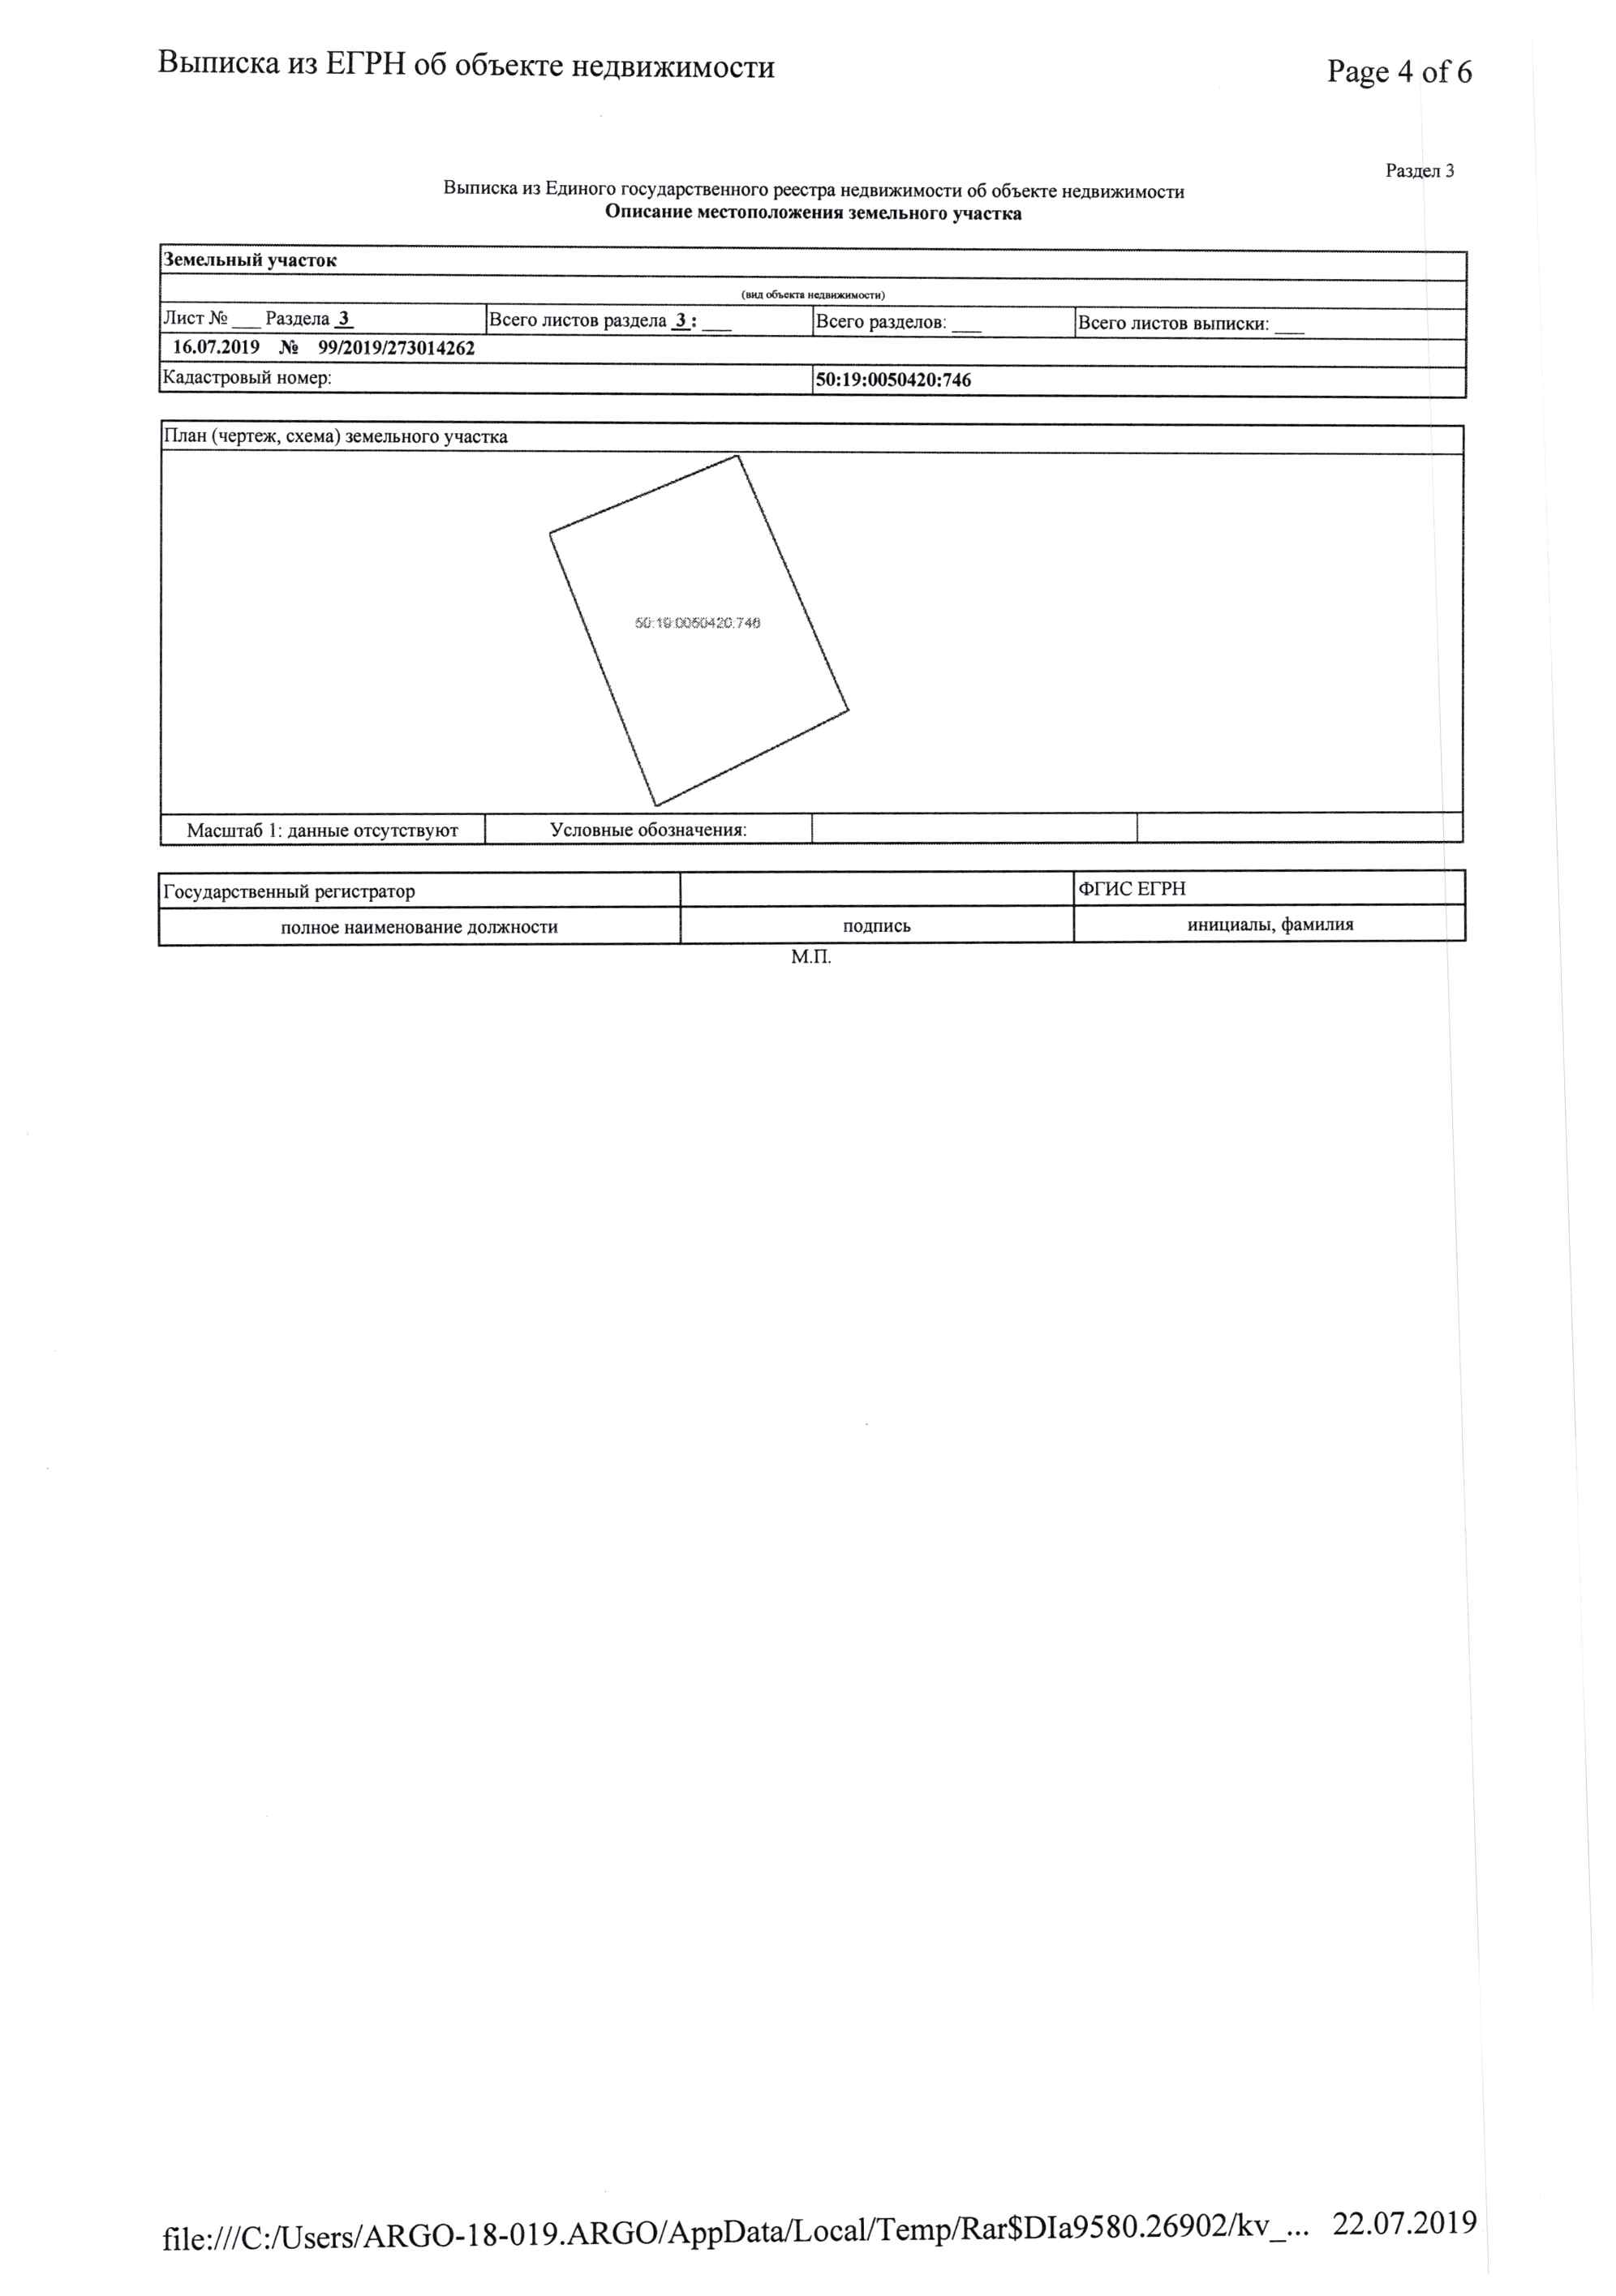 Выписка из ЕГРН об объекте недвижимости Page 4 of 6
Раздел 3
Выписка из Единого государственного реестра недвижимости об объекте недвижимости
Описание местоположения земельного участка
Земельный участок
(вид объекта недвижимости)
Лист № ___ Раздела 3 Всего листов раздела 3 : ___ Всего разделов: ___ Всего листов выписки: ___
16.07.2019 № 99/2019/273014262
Кадастровый номер: 50:19:0050420:746
План (чертеж, схема) земельного участка
50:19:0050420:746
Масштаб 1: данные отсутствуют Условные обозначения:
Государственный регистратор ФГИС ЕГРН
полное наименование должности подпись инициалы, фамилия
М.П.
file:///C:/Users/ARGO-18-019.ARGO/AppData/Local/Temp/Rar$DIa9580.26902/kv_... 22.07.2019